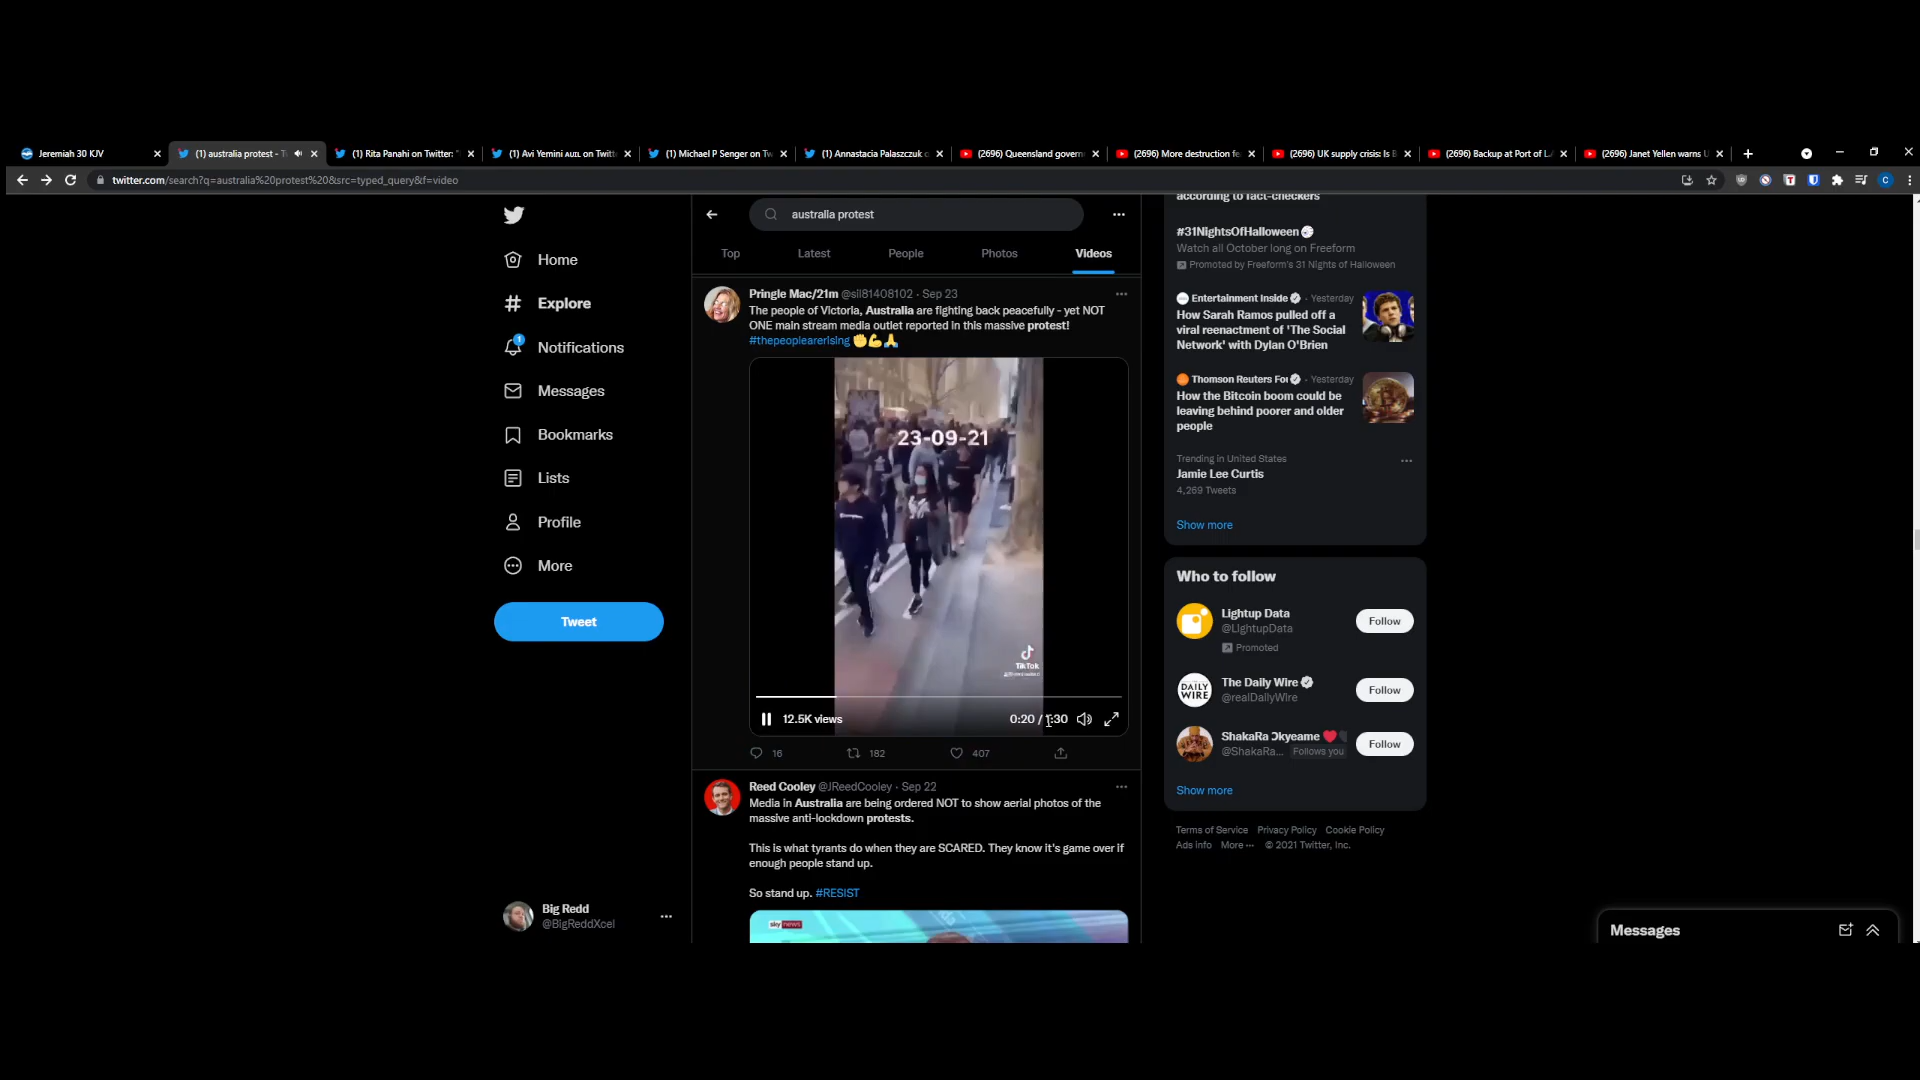 Jeremiah 30 KJV
(1) australia protest - T
(1) Rita Panahi on Twitter: "
(1) Avi Yemini
(1) Michael P Senger on Tw
(1) Annastacia Palaszczuk
(2696) Queensland govern
(2696) More destruction
(2696) UK supply crisis: Is
(2696) Backup at Port of L
(2696) Janet Yellen warns U
twitter.com/search?q=australia%20protest%20&src=typed_query&f=video
C
Home
Explore
1
Notifications
Messages
Bookmarks
Lists
Profile
More
Tweet
Big Redd
@BigReddXcel
australia protest
Top
Latest
People
Photos
Videos
Pringle Mac/21m @sil81408102 · Sep 23
The people of Victoria, Australia are fighting back peacefully - yet NOT
ONE main stream media outlet reported in this massive protest!
#thepeoplearerising
23-09-21
TikTok
12.5K views
0:20 / 1:30
16
182
407
Reed Cooley @JReedCooley · Sep 22
Media in Australia are being ordered NOT to show aerial photos of the
massive anti-lockdown protests.
This is what tyrants do when they are SCARED. They know it's game over if
enough people stand up.
So stand up. #RESIST
sky news
according to fact-checkers
#31NightsOfHalloween
Watch all October long on Freeform
Promoted by Freeform's 31 Nights of Halloween
Entertainment Inside · Yesterday
How Sarah Ramos pulled off a
viral reenactment of 'The Social
Network' with Dylan O'Brien
Thomson Reuters Fou · Yesterday
How the Bitcoin boom could be
leaving behind poorer and older
people
Trending in United States
Jamie Lee Curtis
4,269 Tweets
Show more
Who to follow
Lightup Data
@LightupData
Promoted
Follow
DAILY
WIRE
The Daily Wire
@realDailyWire
Follow
ShakaRa Ɔkyeame
@ShakaRa... Follows you
Follow
Show more
Terms of Service Privacy Policy Cookie Policy
Ads info More ··· © 2021 Twitter, Inc.
Messages